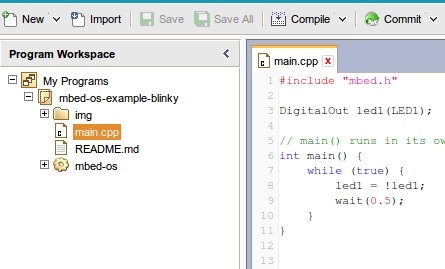 New Import Save Save All Compile Commit
Program Workspace <
My Programs
mbed-os-example-blinky
img
main.cpp
README.md
mbed-os
main.cpp x
1 #include "mbed.h"
2
3 DigitalOut led1(LED1);
4
5 // main() runs in its ow
6 int main() {
7 while (true) {
8 led1 = !led1;
9 wait(0.5);
10 }
11 }
12
13